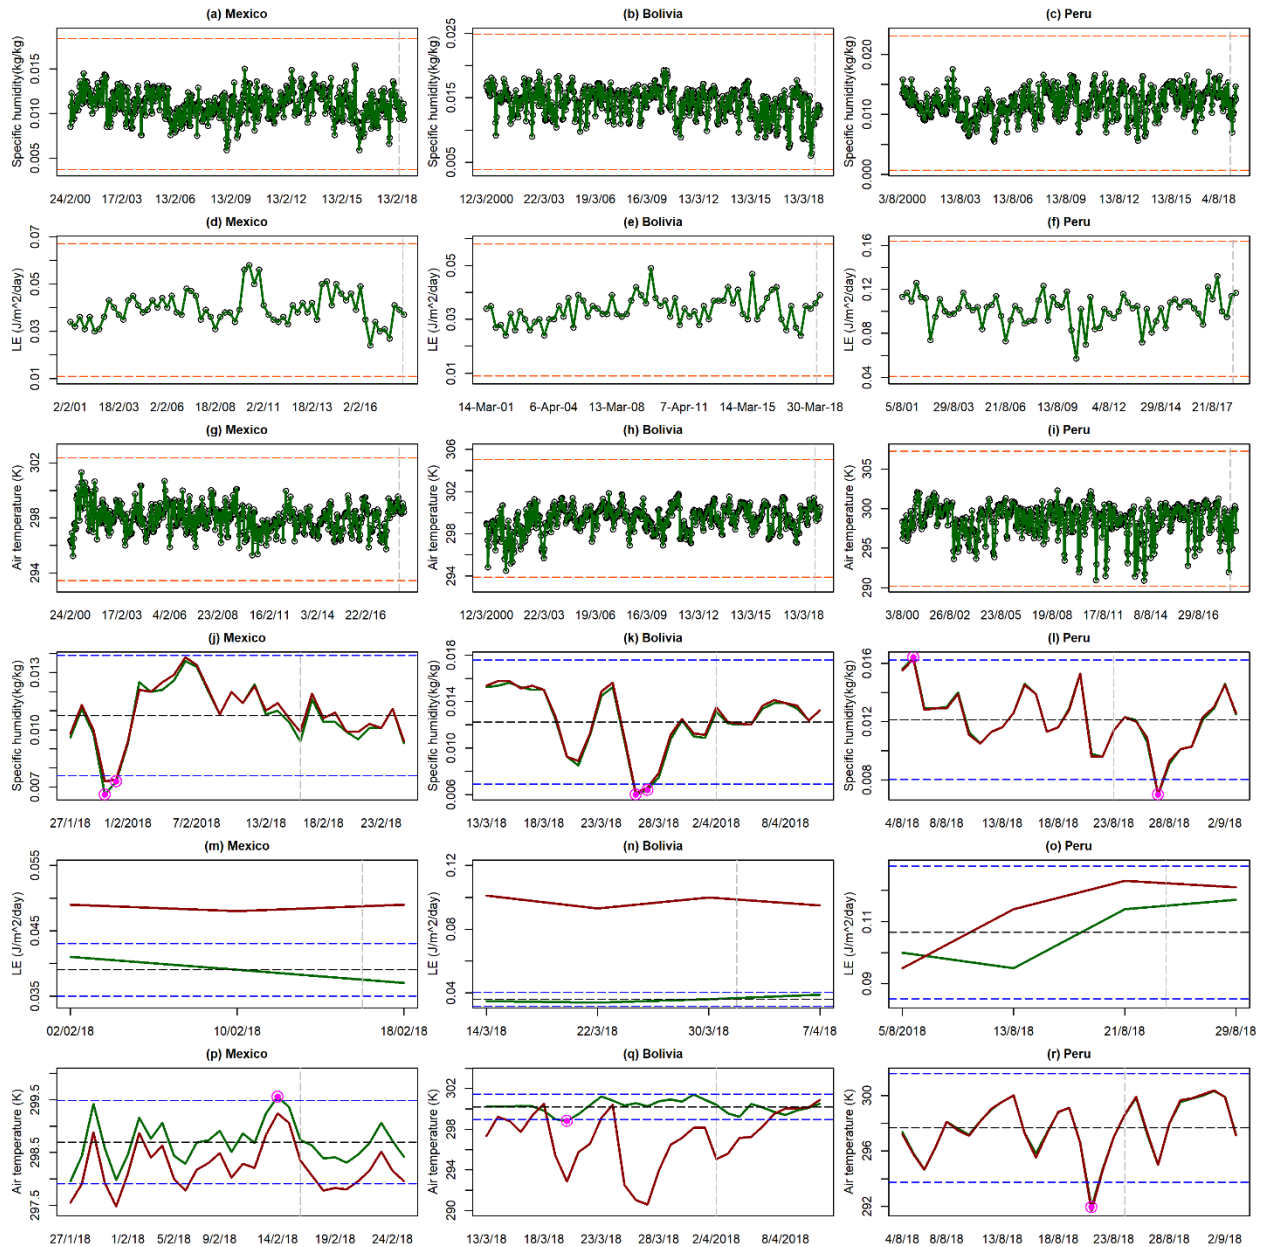 (a) Mexico
Specific humidity(kg/kg)
0.005 0.010 0.015
24/2/00 17/2/03 13/2/06 13/2/09 13/2/12 13/2/15 13/2/18
(b) Bolivia
Specific humidity(kg/kg)
0.005 0.015 0.025
12/3/2000 22/3/03 19/3/06 16/3/09 13/3/12 13/3/15 13/3/18
(c) Peru
Specific humidity(kg/kg)
0.000 0.010 0.020
3/8/2000 13/8/03 13/8/06 13/8/09 13/8/12 13/8/15 4/8/18
(d) Mexico
LE (J/m^2/day)
0.01 0.03 0.05 0.07
2/2/01 18/2/03 2/2/06 18/2/08 2/2/11 18/2/13 2/2/16
(e) Bolivia
LE (J/m^2/day)
0.01 0.03 0.05
14-Mar-01 6-Apr-04 13-Mar-08 7-Apr-11 14-Mar-15 30-Mar-18
(f) Peru
LE (J/m^2/day)
0.04 0.08 0.12 0.16
5/8/01 29/8/03 21/8/06 13/8/09 4/8/12 29/8/14 21/8/17
(g) Mexico
Air temperature (K)
294 298 302
24/2/00 17/2/03 4/2/06 23/2/08 16/2/11 3/2/14 22/2/16
(h) Bolivia
Air temperature (K)
294 298 302 306
12/3/2000 22/3/03 19/3/06 16/3/09 13/3/12 13/3/15 13/3/18
(i) Peru
Air temperature (K)
290 295 300 305
3/8/00 26/8/02 23/8/05 19/8/08 17/8/11 8/8/14 29/8/16
(j) Mexico
Specific humidity(kg/kg)
0.007 0.010 0.013
27/1/18 1/2/2018 7/2/2018 13/2/18 18/2/18 23/2/18
(k) Bolivia
Specific humidity(kg/kg)
0.006 0.010 0.014 0.018
13/3/18 18/3/18 23/3/18 28/3/18 2/4/2018 8/4/2018
(l) Peru
Specific humidity(kg/kg)
0.008 0.012 0.016
4/8/18 8/8/18 13/8/18 18/8/18 23/8/18 28/8/18 2/9/18
(m) Mexico
LE (J/m^2/day)
0.035 0.045 0.055
02/02/18 10/02/18 18/02/18
(n) Bolivia
LE (J/m^2/day)
0.04 0.08 0.12
14/3/18 22/3/18 30/3/18 7/4/18
(o) Peru
LE (J/m^2/day)
0.09 0.11
5/8/2018 13/8/18 21/8/18 29/8/18
(p) Mexico
Air temperature (K)
297.5 298.5 299.5
27/1/18 1/2/18 5/2/18 9/2/18 14/2/18 19/2/18 24/2/18
(q) Bolivia
Air temperature (K)
290 294 298 302
13/3/18 18/3/18 23/3/18 28/3/18 2/4/2018 8/4/2018
(r) Peru
Air temperature (K)
292 296 300
4/8/18 8/8/18 13/8/18 18/8/18 23/8/18 28/8/18 2/9/18